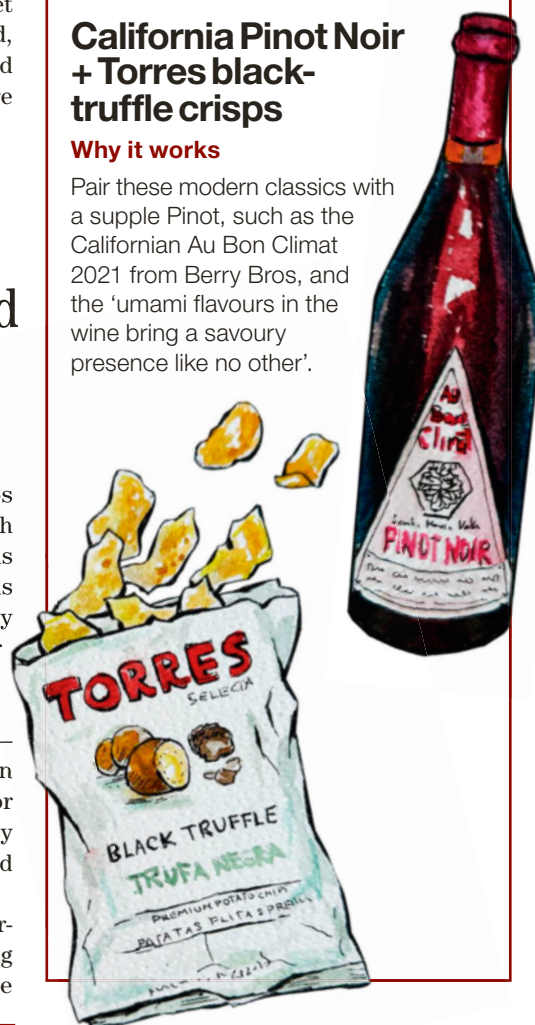 California Pinot Noir
+ Torres black-
truffle crisps
Why it works
Pair these modern classics with
a supple Pinot, such as the
Californian Au Bon Climat
2021 from Berry Bros, and
the ‘umami flavours in the
wine bring a savoury
presence like no other’.
Au
Bon
Climat
PINOT NOIR
TORRES
SELECTA
BLACK TRUFFLE
TRUFA NEGRA
PREMIUM POTATO CHIPS
PATATAS FRITAS